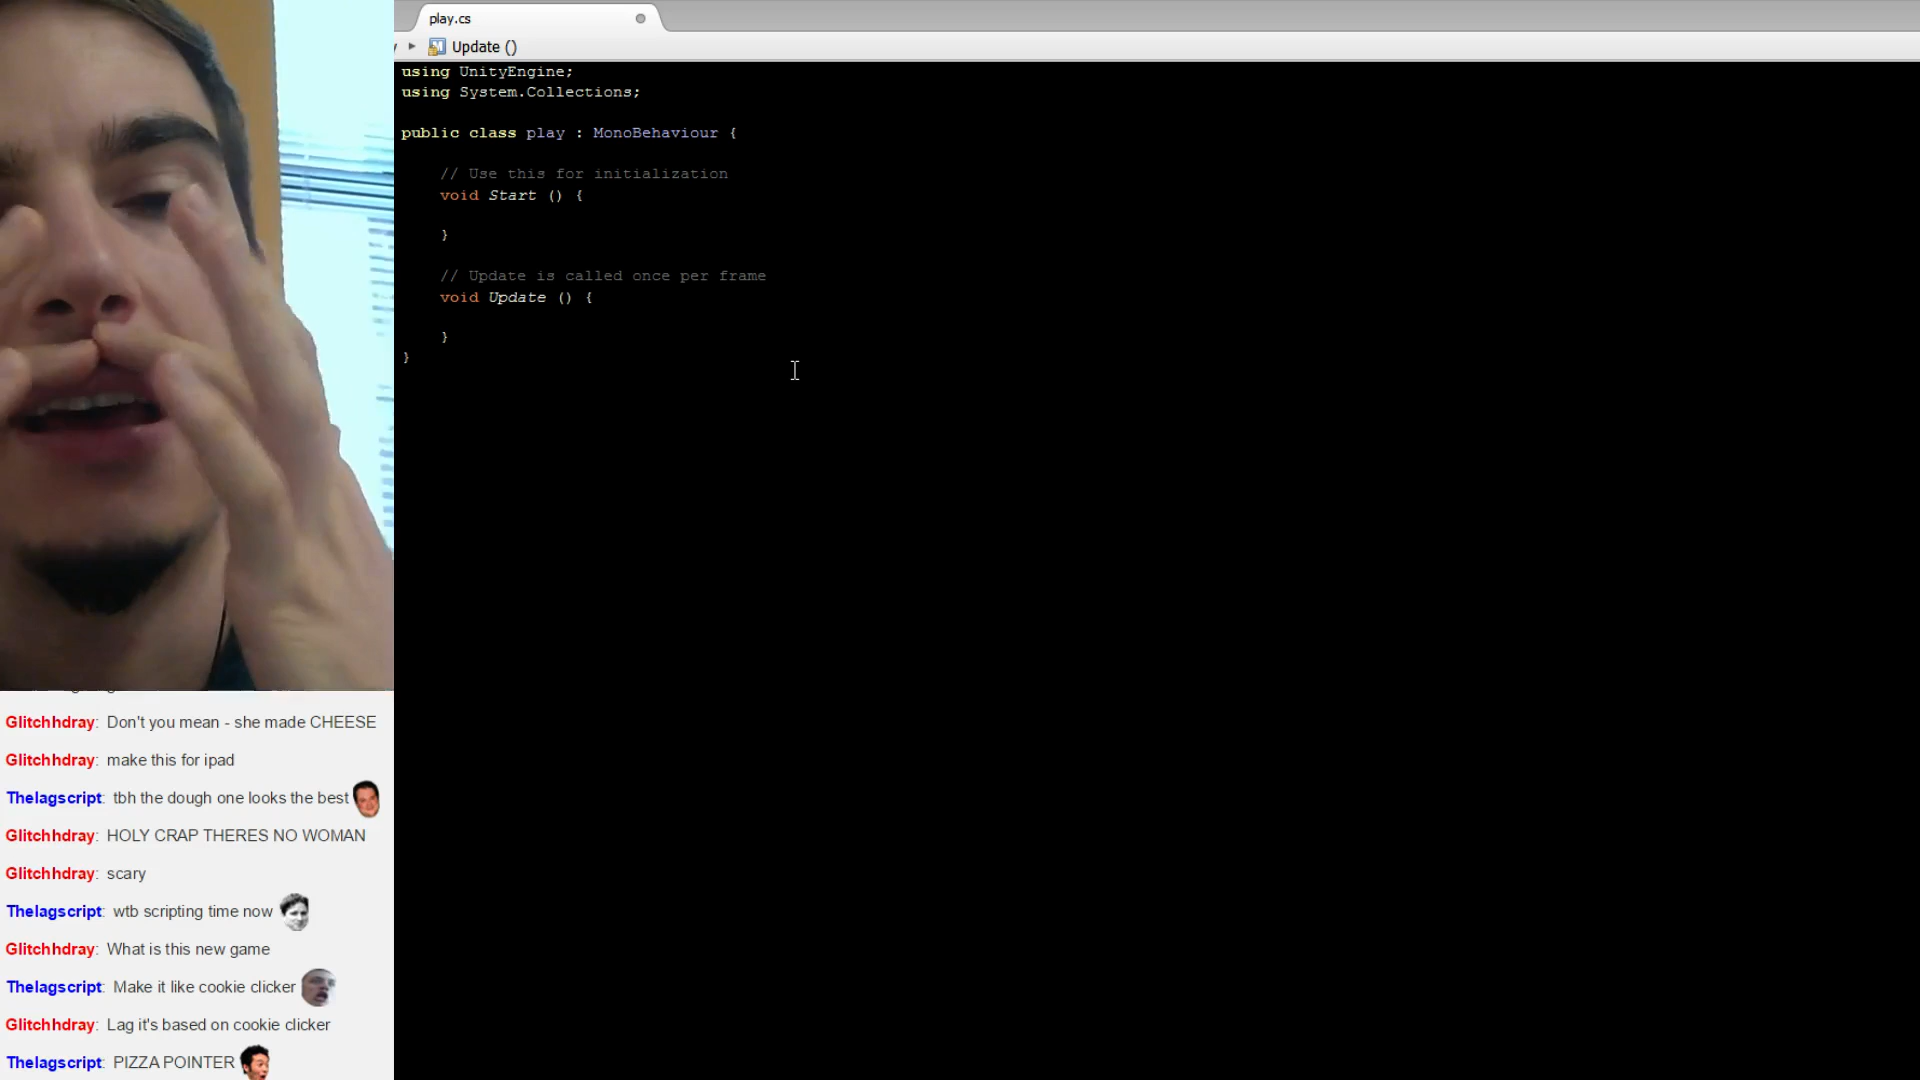 play.cs
Update ()
using UnityEngine;
using System.Collections;
public class play : MonoBehaviour {
// Use this for initialization
void Start () {
}
// Update is called once per frame
void Update () {
}
}
Glitchhdray: Don't you mean - she made CHEESE
Glitchhdray: make this for ipad
Thelagscript: tbh the dough one looks the best
Glitchhdray: HOLY CRAP THERES NO WOMAN
Glitchhdray: scary
Thelagscript: wtb scripting time now
Glitchhdray: What is this new game
Thelagscript: Make it like cookie clicker
Glitchhdray: Lag it's based on cookie clicker
Thelagscript: PIZZA POINTER